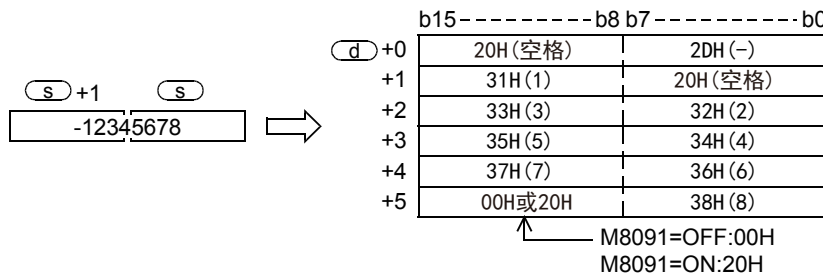 b15----------b8 b7---------- b0
d +0 20H(空格) 2DH(-)
+1 31H(1) 20H(空格)
s +1 s
+2 33H(3) 32H(2)
-12345678
+3 35H(5) 34H(4)
+4 37H(7) 36H(6)
+5 00H或20H 38H(8)
M8091=OFF:00H
M8091=ON:20H